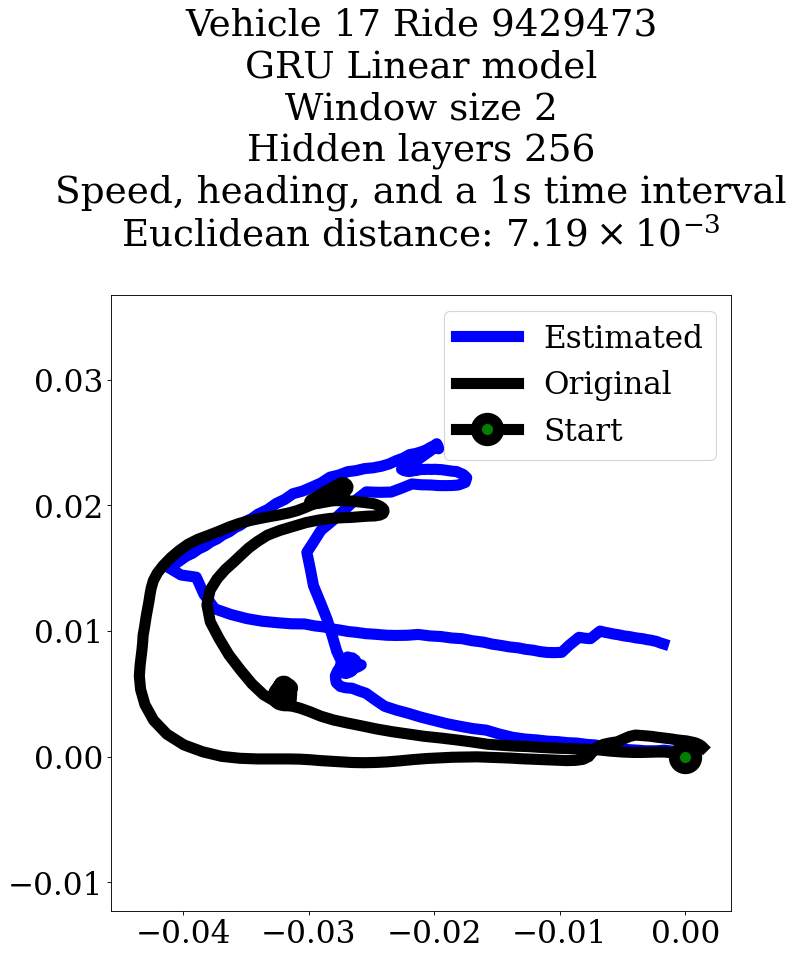 Vehicle 17 Ride 9429473
GRU Linear model
Window size 2
Hidden layers 256
Speed, heading, and a 1s time interval
Euclidean distance: 7.19 × 10⁻³
Estimated
Original
Start
0.03
0.02
0.01
0.00
−0.01
−0.04
−0.03
−0.02
−0.01
0.00